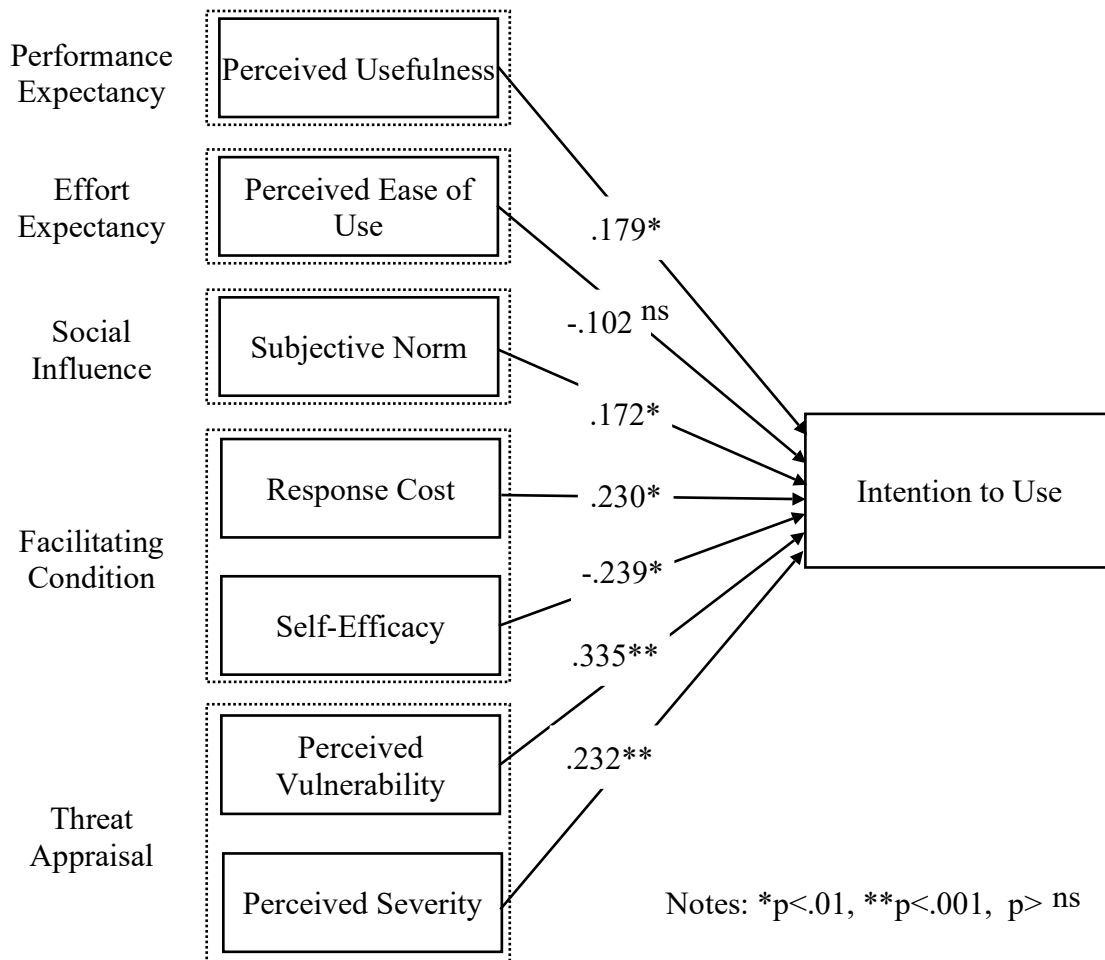 Performance
Expectancy
Perceived Usefulness
Effort
Expectancy
Perceived Ease of
Use
.179*
-.102 ns
Social
Influence
Subjective Norm
.172*
Response Cost
.230*
Intention to Use
Facilitating
Condition
-.239*
Self-Efficacy
.335**
Perceived
Vulnerability
.232**
Threat
Appraisal
Perceived Severity
Notes: *p<.01, **p<.001, p> ns